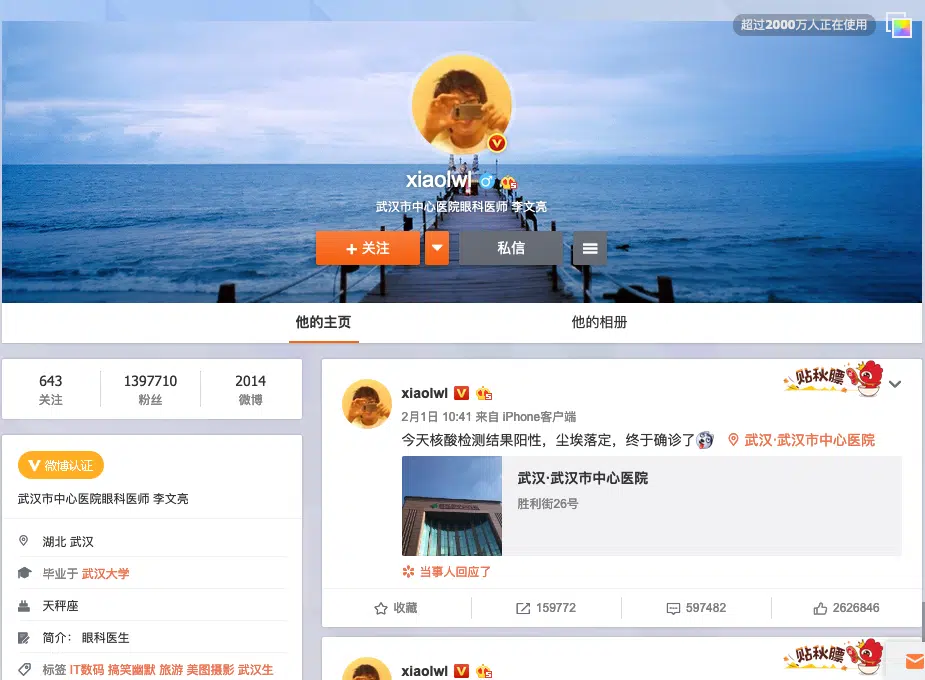 超过2000万人正在使用
xiaolwl
武汉市中心医院眼科医师 李文亮
+ 关注
私信
他的主页
他的相册
643
1397710
2014
关注
粉丝
微博
V 微博认证
武汉市中心医院眼科医师 李文亮
湖北 武汉
毕业于 武汉大学
天秤座
简介: 眼科医生
标签 IT数码 搞笑幽默 旅游 美图摄影 武汉生
xiaolwl V
贴秋膘
2月1日 10:41 来自 iPhone客户端
今天核酸检测结果阳性，尘埃落定，终于确诊了 武汉·武汉市中心医院
武汉·武汉市中心医院
胜利街26号
当事人回应了
收藏
159772
597482
2626846
xiaolwl V
贴秋膘